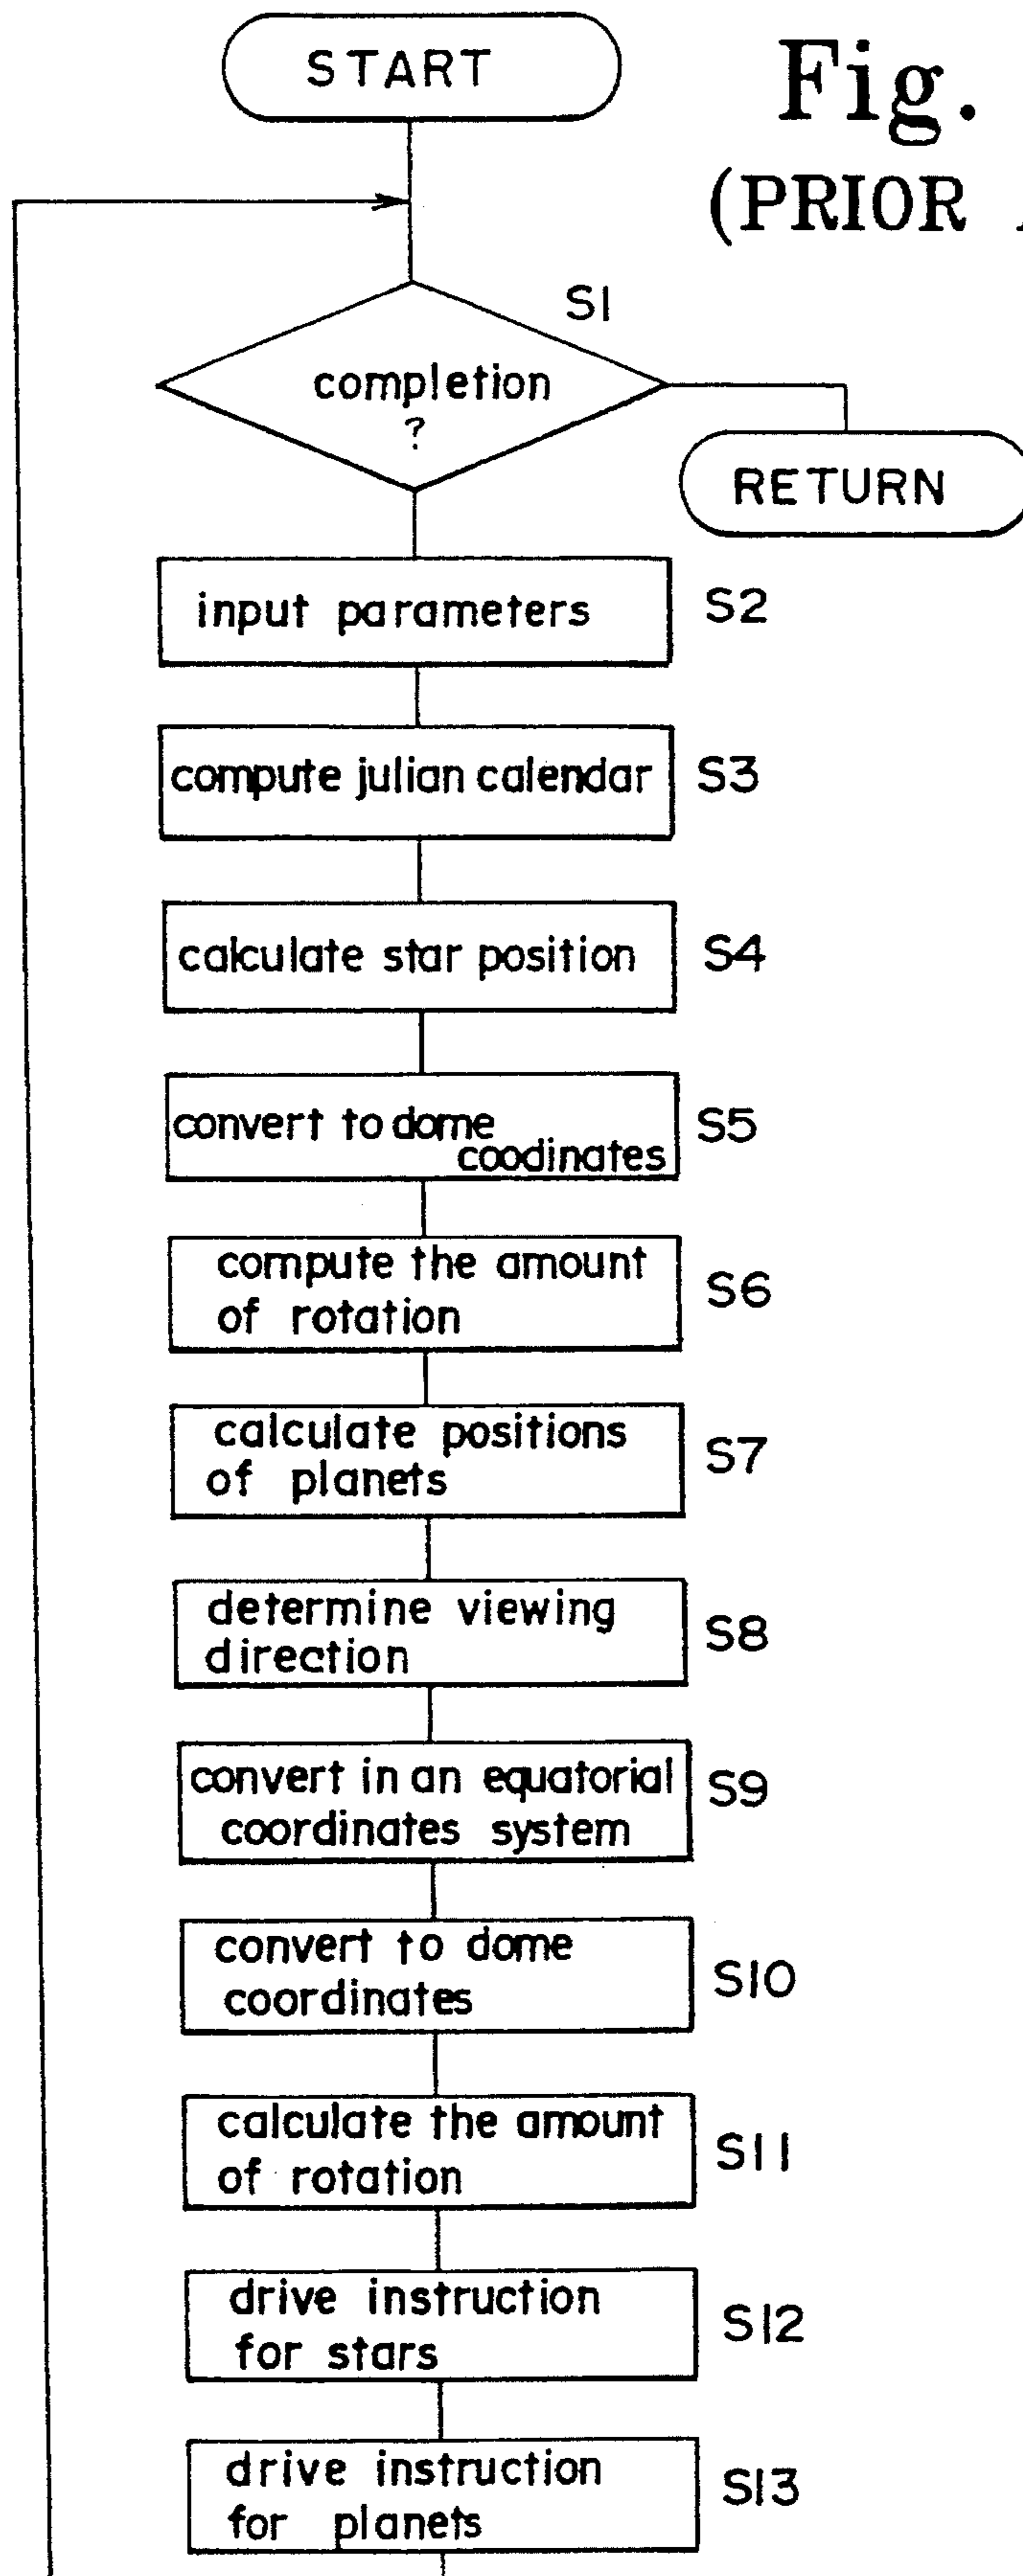 START
Fig.
(PRIOR
S1
completion
?
RETURN
input parameters
S2
compute julian calendar
S3
calculate star position
S4
convert to dome
coodinates
S5
compute the amount
of rotation
S6
calculate positions
of planets
S7
determine viewing
direction
S8
convert in an equatorial
coordinates system
S9
convert to dome
coordinates
S10
calculate the amount
of rotation
S11
drive instruction
for stars
S12
drive instruction
for planets
S13